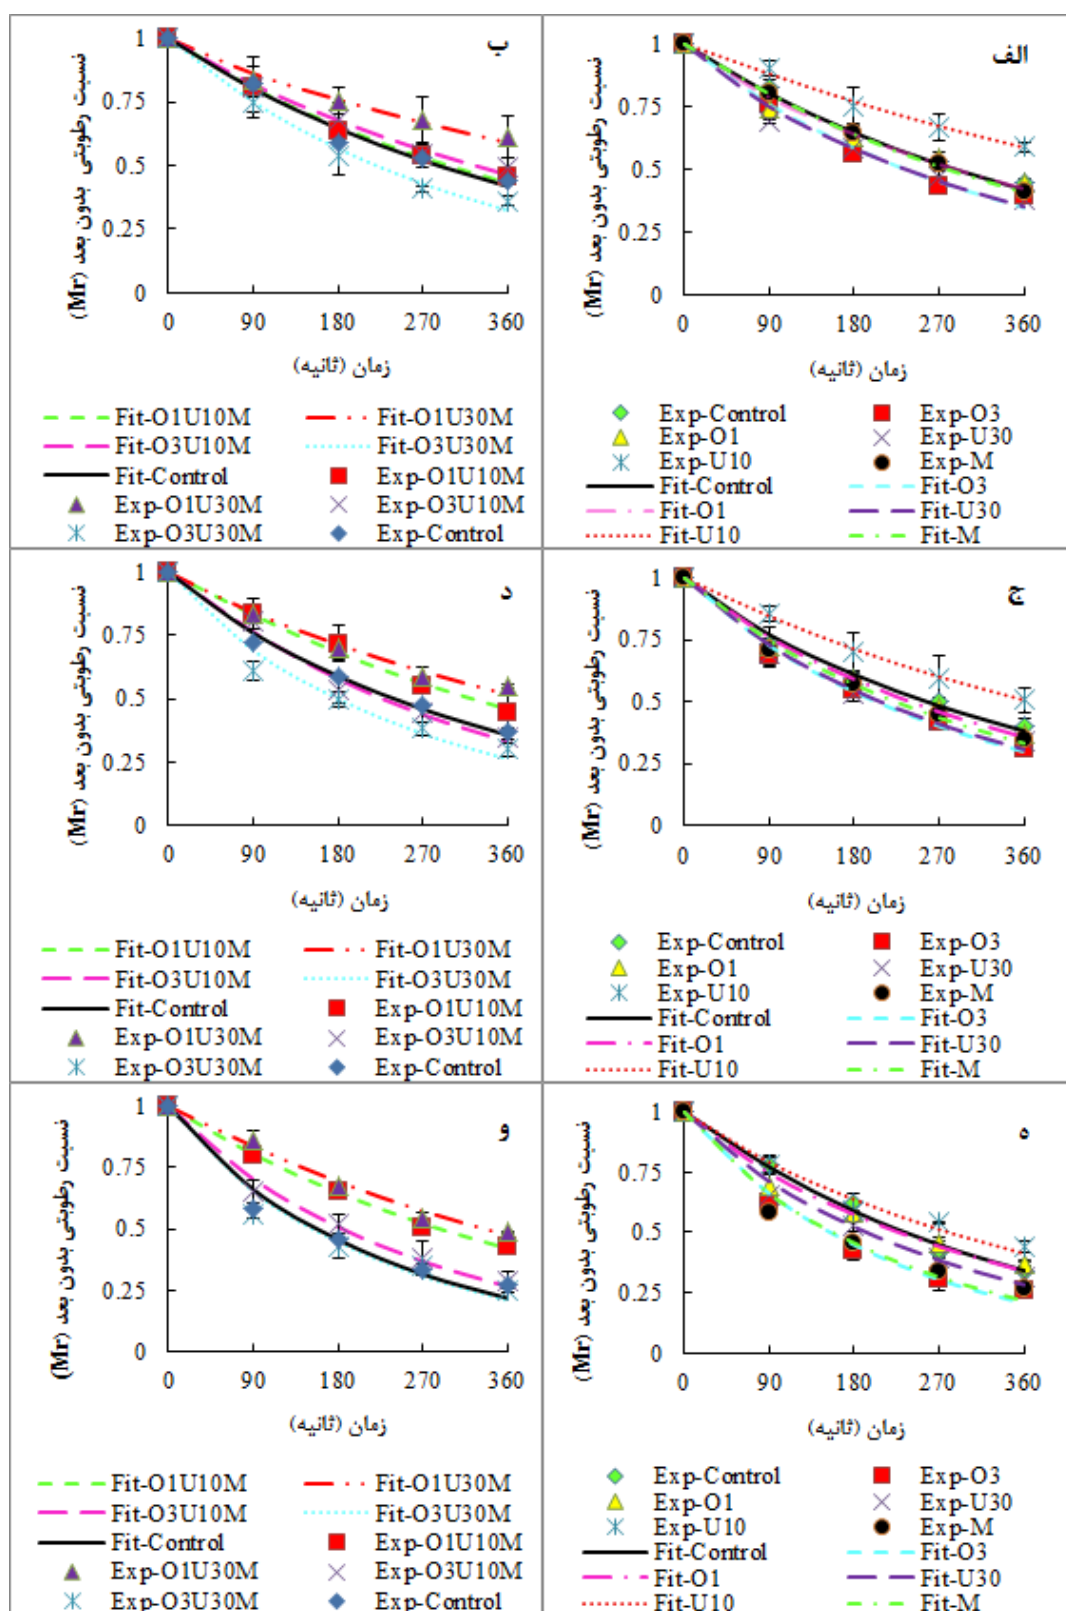 الف
نسبت رطوبتی بدون بعد (Mr)
1
0.75
0.5
0.25
0
0 90 180 270 360
زمان (ثانیه)
Exp-Control Exp-O3
Exp-O1 Exp-U30
Exp-U10 Exp-M
Fit-Control Fit-O3
Fit-O1 Fit-U30
Fit-U10 Fit-M
ب
نسبت رطوبتی بدون بعد (Mr)
1
0.75
0.5
0.25
0
0 90 180 270 360
زمان (ثانیه)
Fit-O1U10M Fit-O1U30M
Fit-O3U10M Fit-O3U30M
Fit-Control Exp-O1U10M
Exp-O1U30M Exp-O3U10M
Exp-O3U30M Exp-Control
ج
نسبت رطوبتی بدون بعد (Mr)
1
0.75
0.5
0.25
0
0 90 180 270 360
زمان (ثانیه)
Exp-Control Exp-O3
Exp-O1 Exp-U30
Exp-U10 Exp-M
Fit-Control Fit-O3
Fit-O1 Fit-U30
Fit-U10 Fit-M
د
نسبت رطوبتی بدون بعد (Mr)
1
0.75
0.5
0.25
0
0 90 180 270 360
زمان (ثانیه)
Fit-O1U10M Fit-O1U30M
Fit-O3U10M Fit-O3U30M
Fit-Control Exp-O1U10M
Exp-O1U30M Exp-O3U10M
Exp-O3U30M Exp-Control
ه
نسبت رطوبتی بدون بعد (Mr)
1
0.75
0.5
0.25
0
0 90 180 270 360
زمان (ثانیه)
Exp-Control Exp-O3
Exp-O1 Exp-U30
Exp-U10 Exp-M
Fit-Control Fit-O3
Fit-O1 Fit-U30
Fit-U10 Fit-M
و
نسبت رطوبتی بدون بعد (Mr)
1
0.75
0.5
0.25
0
0 90 180 270 360
زمان (ثانیه)
Fit-O1U10M Fit-O1U30M
Fit-O3U10M Fit-O3U30M
Fit-Control Exp-O1U10M
Exp-O1U30M Exp-O3U10M
Exp-O3U30M Exp-Control